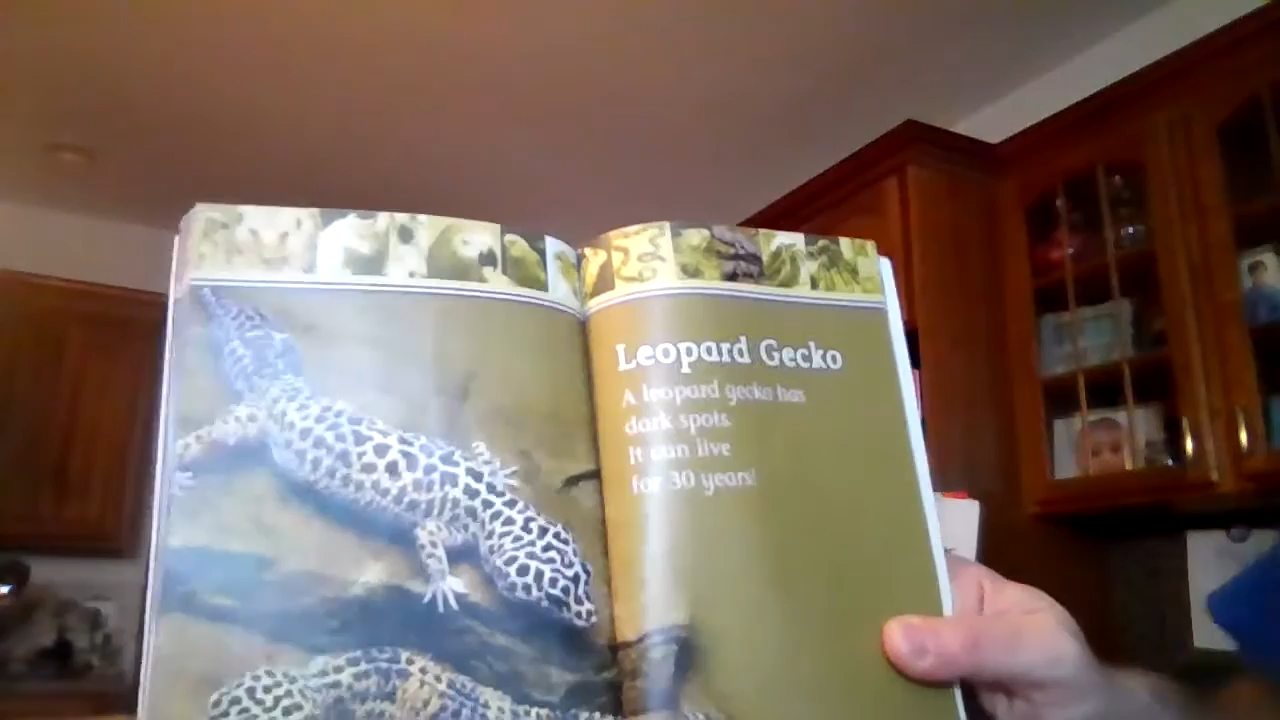 Leopard Gecko
A leopard gecko has
dark spots.
It can live
for 30 years!